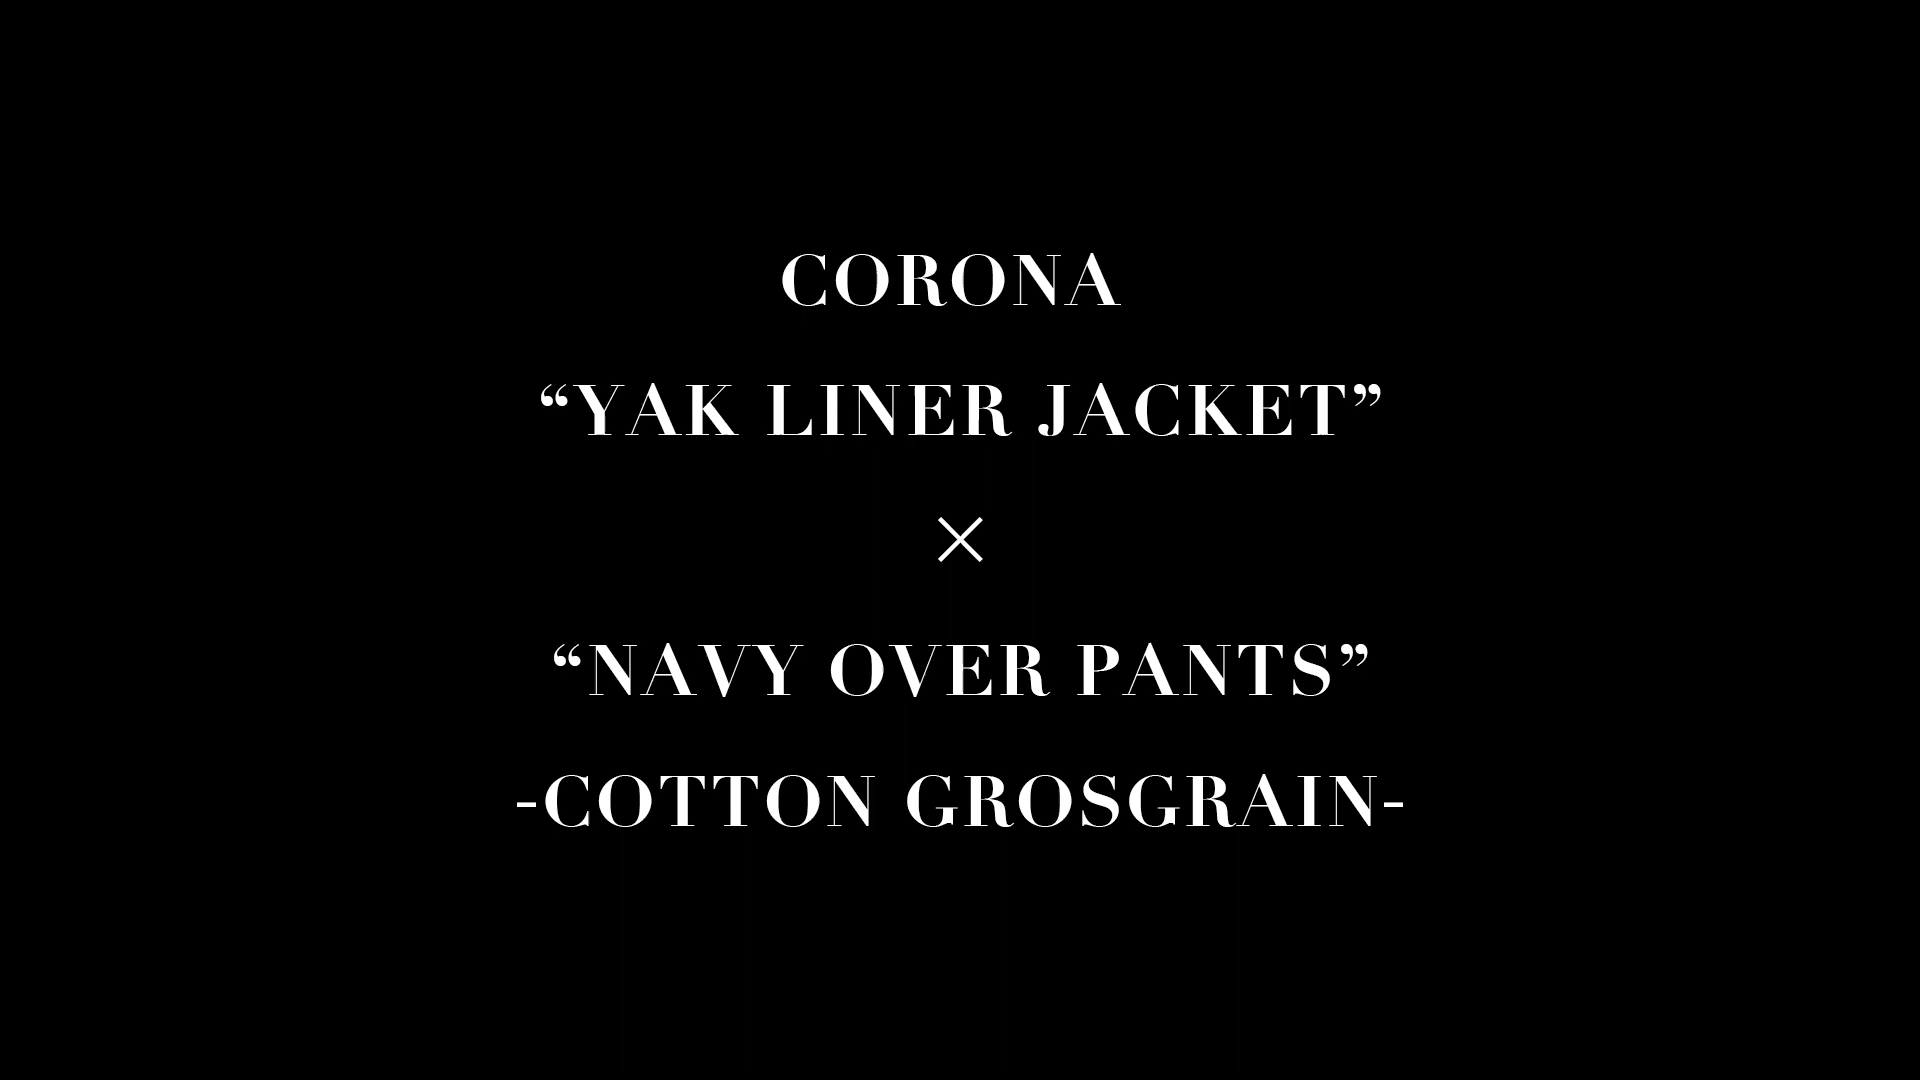 CORONA
“YAK LINER JACKET”
×
“NAVY OVER PANTS”
-COTTON GROSGRAIN-